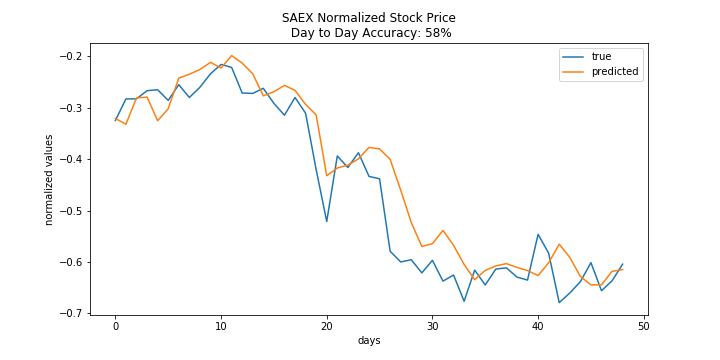 SAEX Normalized Stock Price
Day to Day Accuracy: 58%
true
predicted
normalized values
−0.2
−0.3
−0.4
−0.5
−0.6
−0.7
0
10
20
30
40
50
days